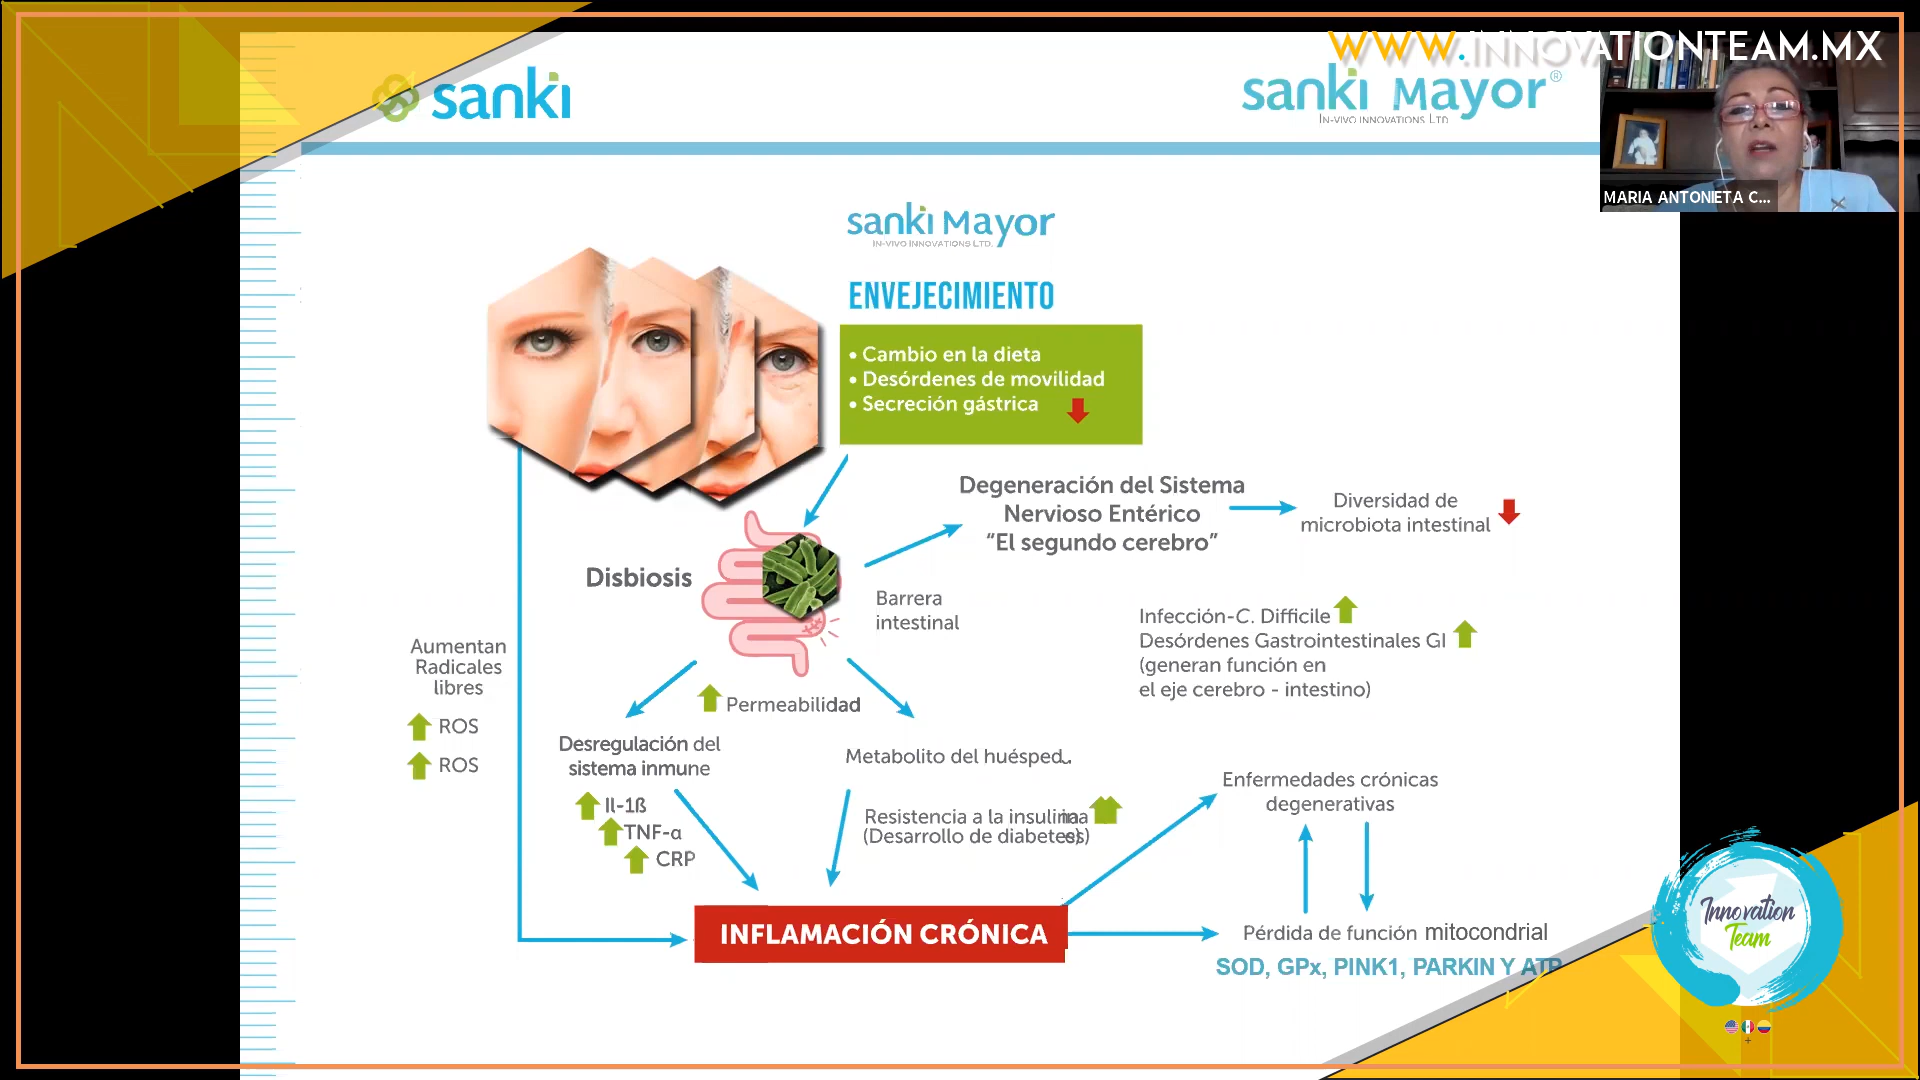 WWW.INNOVATIONTEAM.MX
sanki
sanki Mayor®
IN-VIVO INNOVATIONS LTD
MARIA ANTONIETA C...
sanki Mayor
IN-VIVO INNOVATIONS LTD.
ENVEJECIMIENTO
• Cambio en la dieta
• Desórdenes de movilidad
• Secreción gástrica
Degeneración del Sistema
Nervioso Entérico
“El segundo cerebro”
Diversidad de
microbiota intestinal
Disbiosis
Barrera
intestinal
Infección-C. Difficile
Desórdenes Gastrointestinales GI
(generan función en
el eje cerebro - intestino)
Aumentan
Radicales
libres
ROS
ROS
Permeabilidad
Desregulación del
sistema inmune
Il-1ß
TNF-α
CRP
Metabolito del huésped
Resistencia a la insulina
(Desarrollo de diabetes)
Enfermedades crónicas
degenerativas
INFLAMACIÓN CRÓNICA
Pérdida de función mitocondrial
SOD, GPx, PINK1, PARKIN Y ATP
Innovation
Team